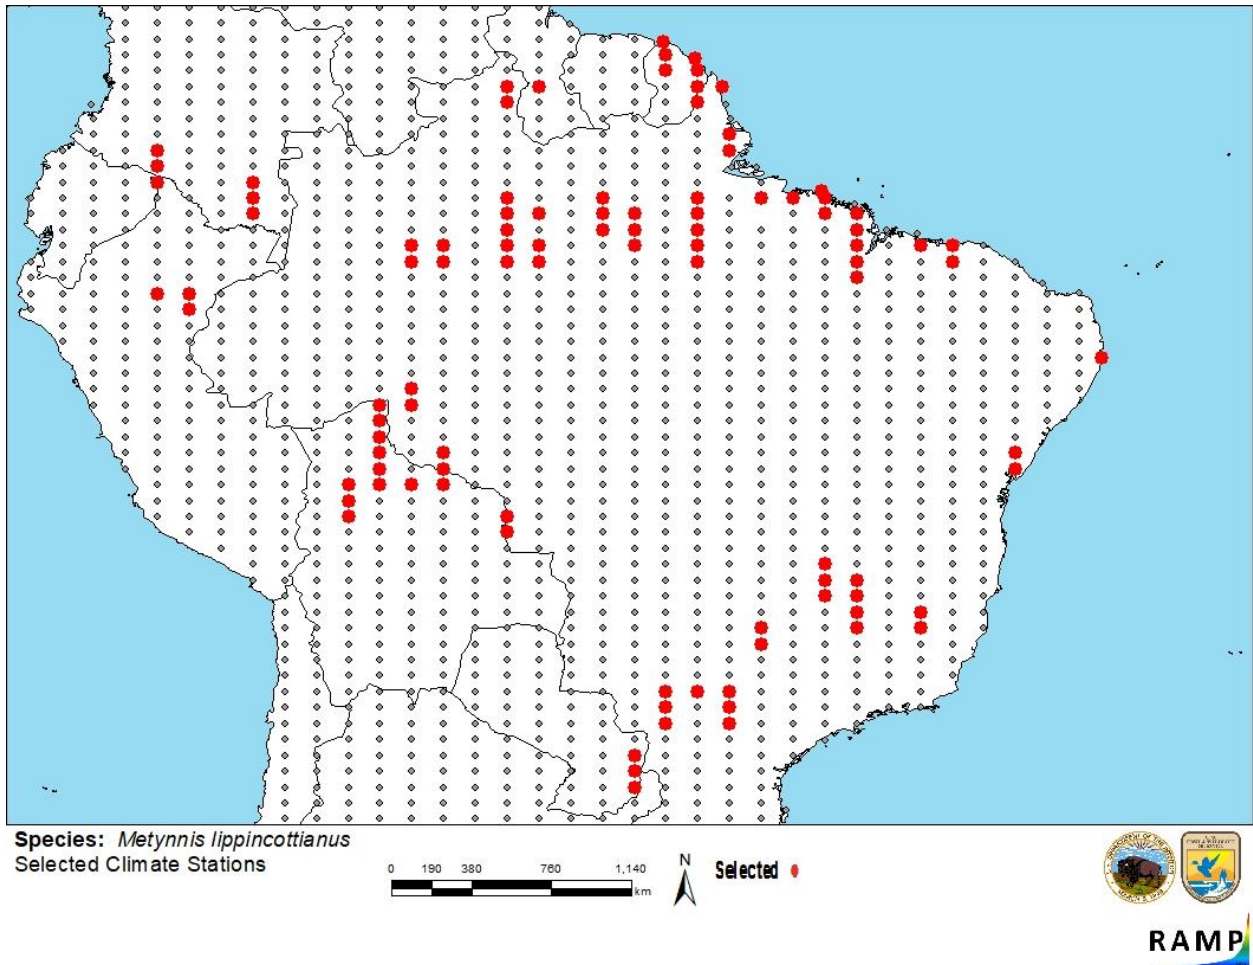 Species: Metynnis lippincottianus
Selected Climate Stations
0 190 380 760 1,140
km
N
Selected
RAMP